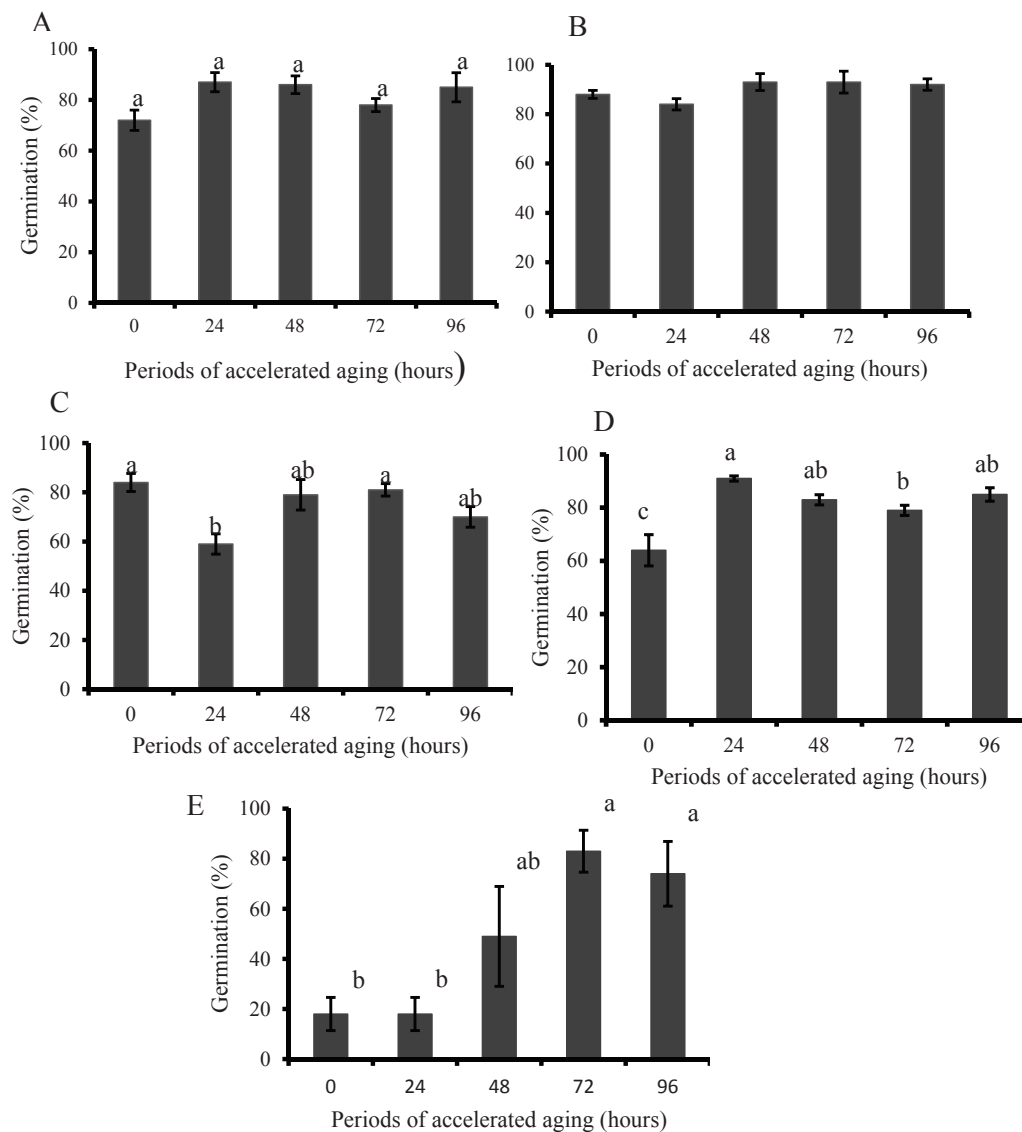 A
100
80
60
40
20
0
Germination (%)
a
a
a
a
a
0 24 48 72 96
Periods of accelerated aging (hours)
B
100
80
60
40
20
0
0 24 48 72 96
Periods of accelerated aging (hours)
C
100
80
60
40
20
0
Germination (%)
a
b
ab
a
ab
0 24 48 72 96
Periods of accelerated aging (hours)
D
100
80
60
40
20
0
Germination (%)
c
a
ab
b
ab
0 24 48 72 96
Periods of accelerated aging (hours)
E
100
80
60
40
20
0
Germination (%)
b
b
ab
a
a
0 24 48 72 96
Periods of accelerated aging (hours)